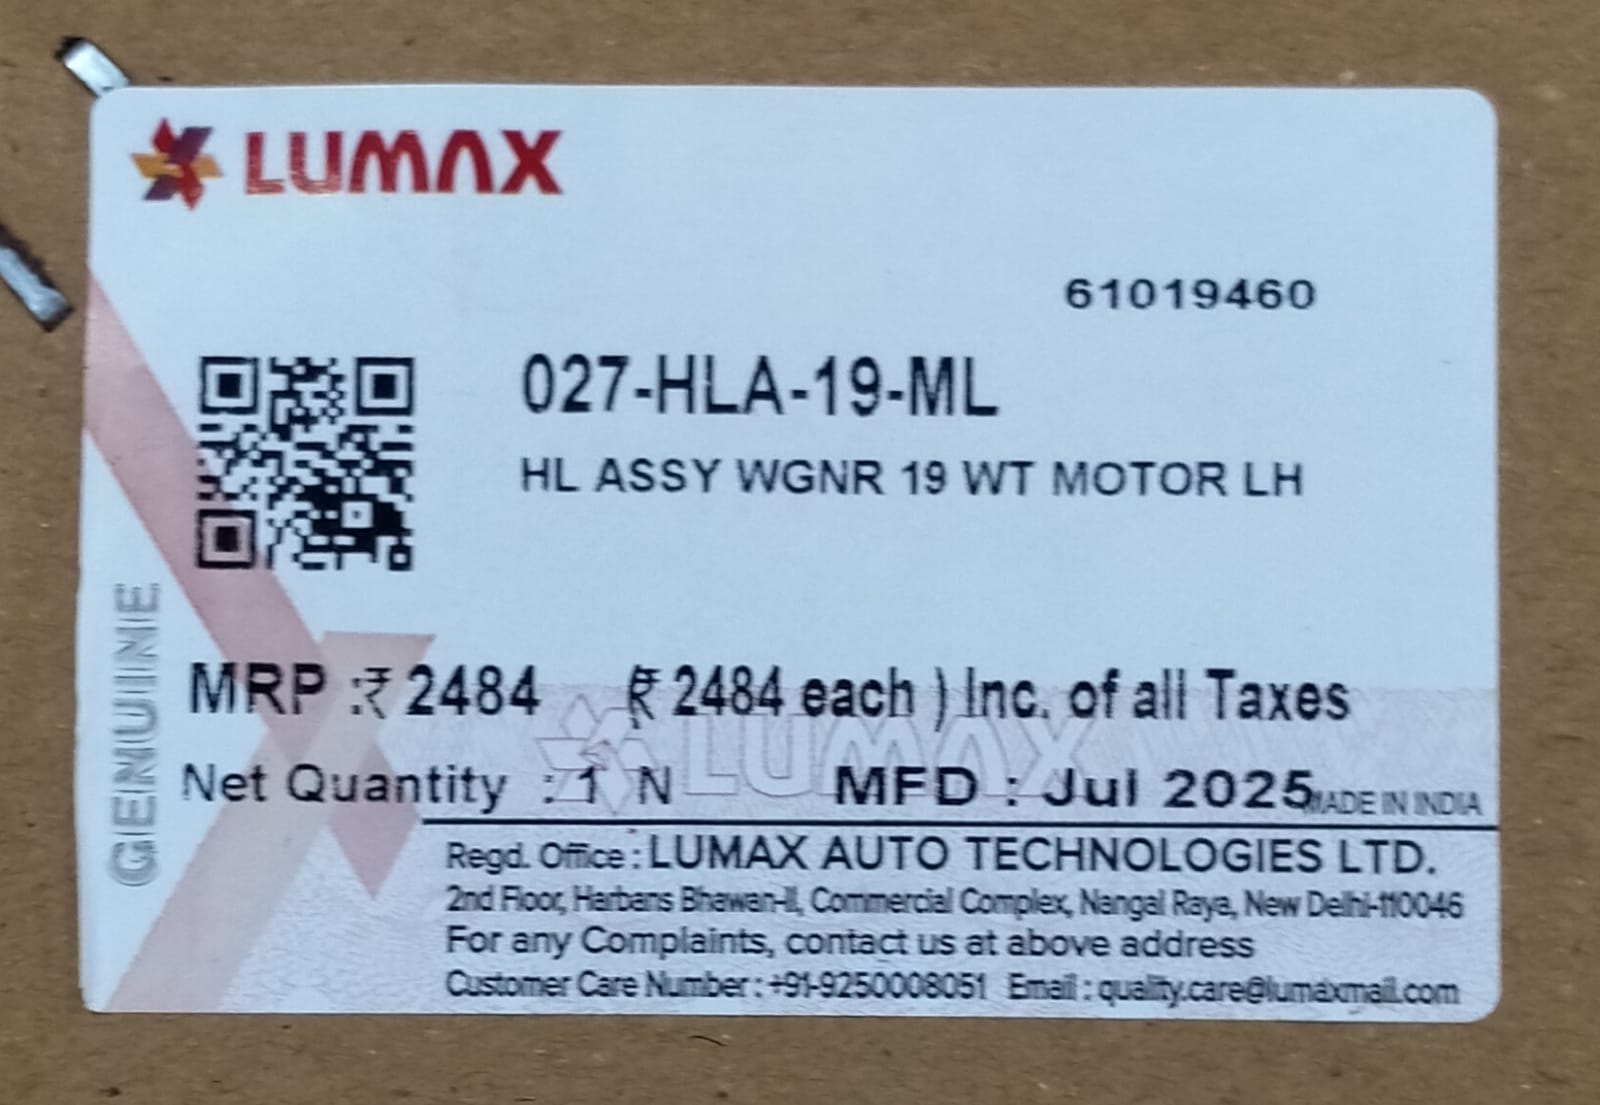 LUMAX
61019460
027-HLA-19-ML
HL ASSY WGNR 19 WT MOTOR LH
GENUINE
MRP :₹ 2484 (₹ 2484 each ) Inc. of all Taxes
LUMAX
Net Quantity : 1 N MFD : Jul 2025 MADE IN INDIA
Regd. Office : LUMAX AUTO TECHNOLOGIES LTD.
2nd Floor, Harbans Bhawan-II, Commercial Complex, Nangal Raya, New Delhi-110046
For any Complaints, contact us at above address
Customer Care Number : +91-9250008051 Email : quality.care@lumaxmail.com